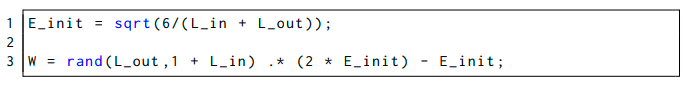 1 E_init = sqrt(6/(L_in + L_out));
2
3 W = rand(L_out,1 + L_in) .* (2 * E_init) - E_init;